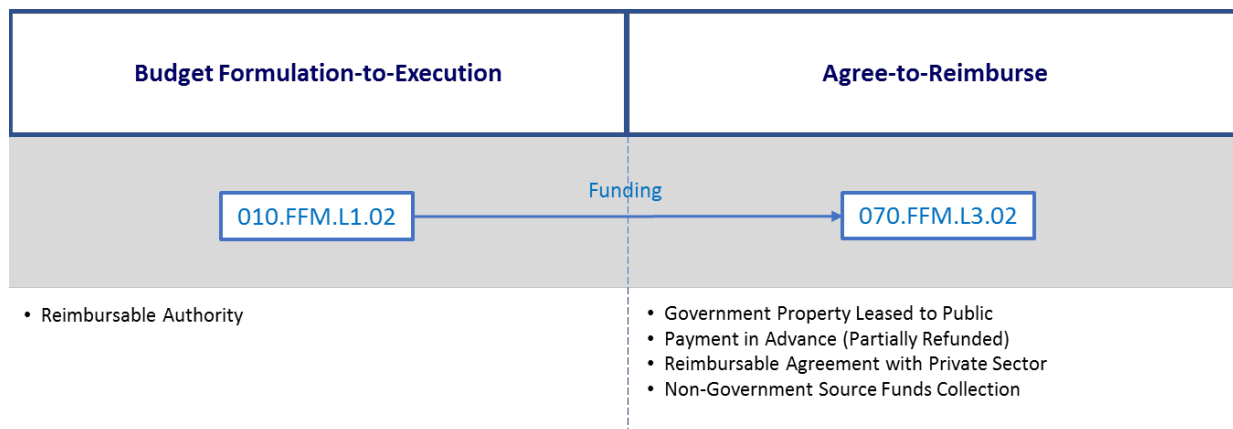 Budget Formulation-to-Execution
Agree-to-Reimburse
Funding
010.FFM.L1.02
070.FFM.L3.02
• Reimbursable Authority
• Government Property Leased to Public
• Payment in Advance (Partially Refunded)
• Reimbursable Agreement with Private Sector
• Non-Government Source Funds Collection